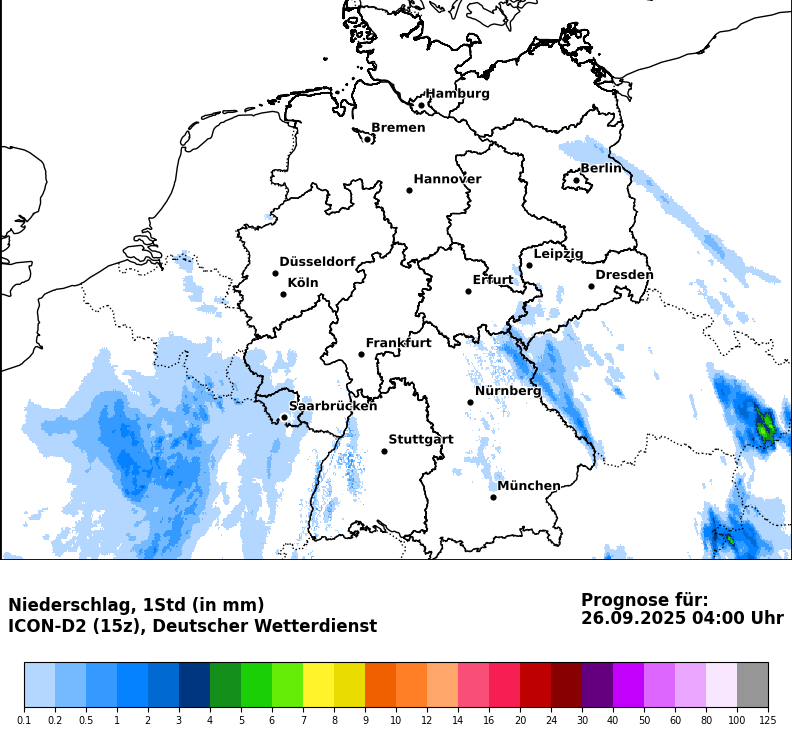 Hamburg
Bremen
Berlin
Hannover
Leipzig
Düsseldorf
Dresden
Köln
Erfurt
Frankfurt
Nürnberg
Saarbrücken
Stuttgart
München
Niederschlag, 1Std (in mm)
ICON-D2 (15z), Deutscher Wetterdienst
Prognose für:
26.09.2025 04:00 Uhr
0.1 0.2 0.5 1 2 3 4 5 6 7 8 9 10 12 14 16 20 24 30 40 50 60 80 100 125